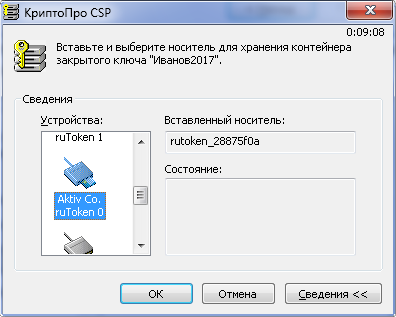 КриптоПро CSP
0:09:08
Вставьте и выберите носитель для хранения контейнера
закрытого ключа "Иванов2017".
Сведения
Устройства:
ruToken 1
Aktiv Co.
ruToken 0
Вставленный носитель:
rutoken_28875f0a
Состояние:
OK
Отмена
Сведения <<